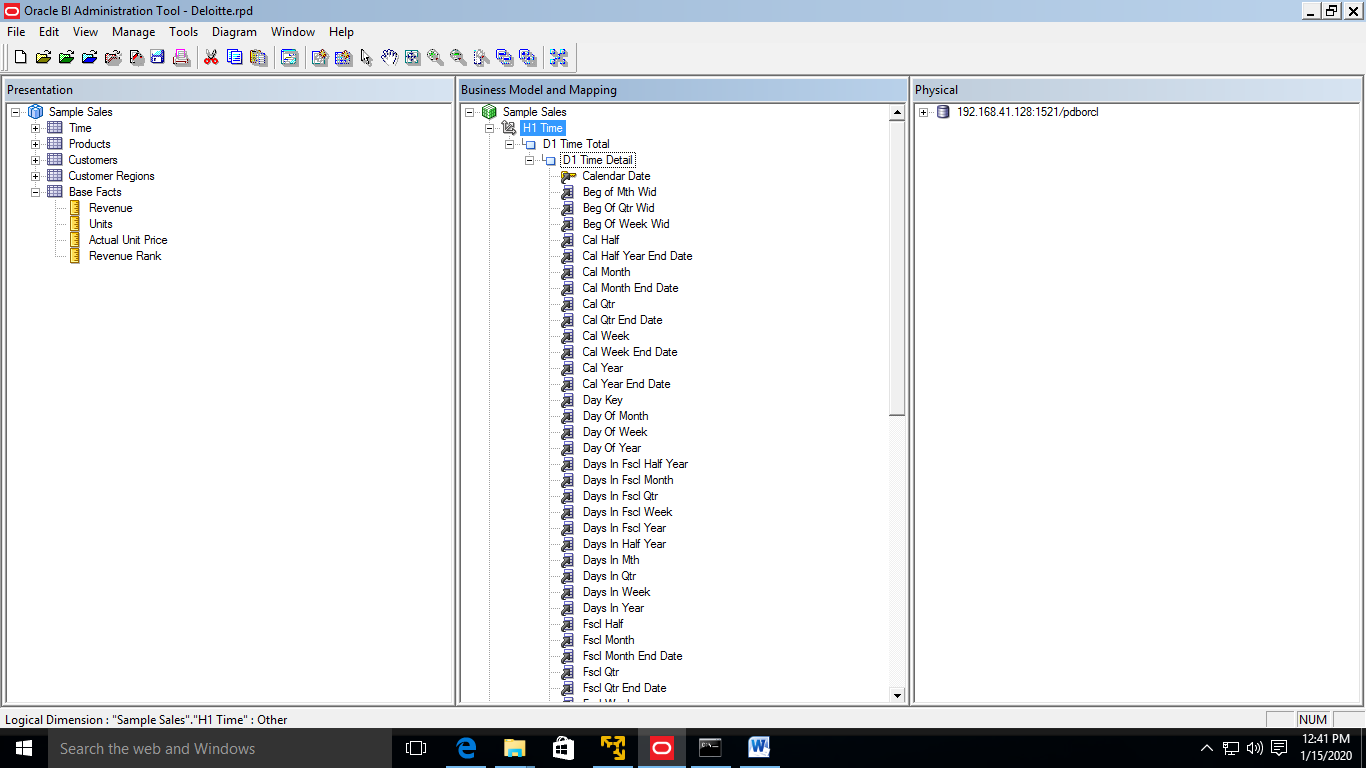 Oracle BI Administration Tool - Deloitte.rpd
File Edit View Manage Tools Diagram Window Help
Presentation
Sample Sales
Time
Products
Customers
Customer Regions
Base Facts
Revenue
Units
Actual Unit Price
Revenue Rank
Business Model and Mapping
Sample Sales
H1 Time
D1 Time Total
D1 Time Detail
Calendar Date
Beg of Mth Wid
Beg Of Qtr Wid
Beg Of Week Wid
Cal Half
Cal Half Year End Date
Cal Month
Cal Month End Date
Cal Qtr
Cal Qtr End Date
Cal Week
Cal Week End Date
Cal Year
Cal Year End Date
Day Key
Day Of Month
Day Of Week
Day Of Year
Days In Fscl Half Year
Days In Fscl Month
Days In Fscl Qtr
Days In Fscl Week
Days In Fscl Year
Days In Half Year
Days In Mth
Days In Qtr
Days In Week
Days In Year
Fscl Half
Fscl Month
Fscl Month End Date
Fscl Qtr
Fscl Qtr End Date
Physical
192.168.41.128:1521/pdborcl
Logical Dimension : "Sample Sales"."H1 Time" : Other
NUM
Search the web and Windows
12:41 PM
1/15/2020